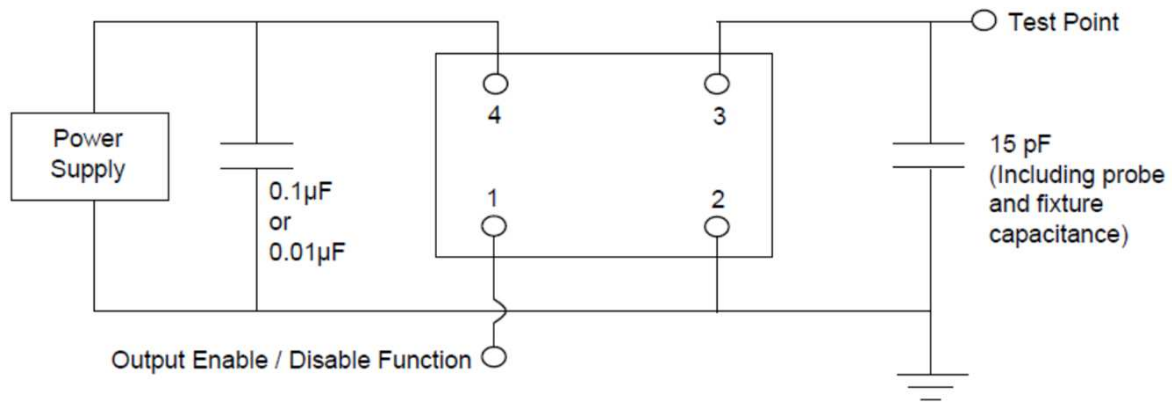 Test Point
Power
Supply
4
3
0.1µF
or
0.01µF
1
2
15 pF
(Including probe
and fixture
capacitance)
Output Enable / Disable Function